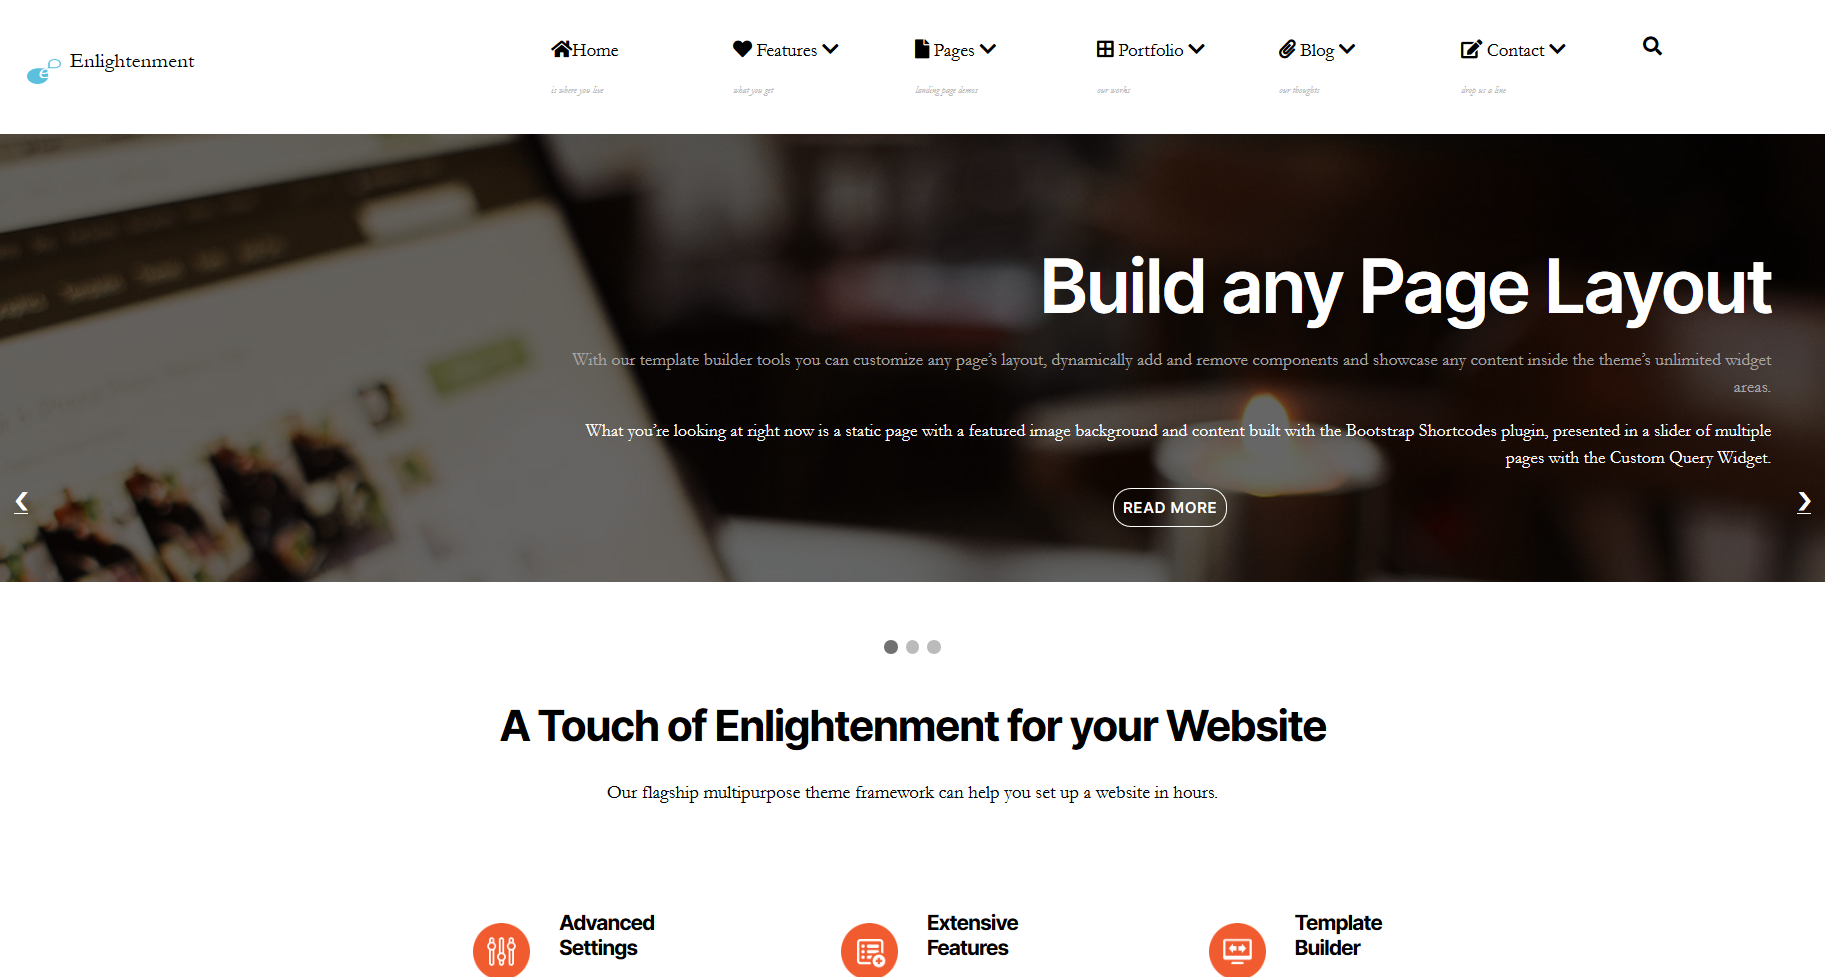 Enlightenment
Home
is where you live
Features
what you get
Pages
landing page demos
Portfolio
our works
Blog
our thoughts
Contact
drop us a line
Build any Page Layout
With our template builder tools you can customize any page’s layout, dynamically add and remove components and showcase any content inside the theme’s unlimited widget
areas.
What you’re looking at right now is a static page with a featured image background and content built with the Bootstrap Shortcodes plugin, presented in a slider of multiple
pages with the Custom Query Widget.
READ MORE
A Touch of Enlightenment for your Website
Our flagship multipurpose theme framework can help you set up a website in hours.
Advanced
Settings
Extensive
Features
Template
Builder